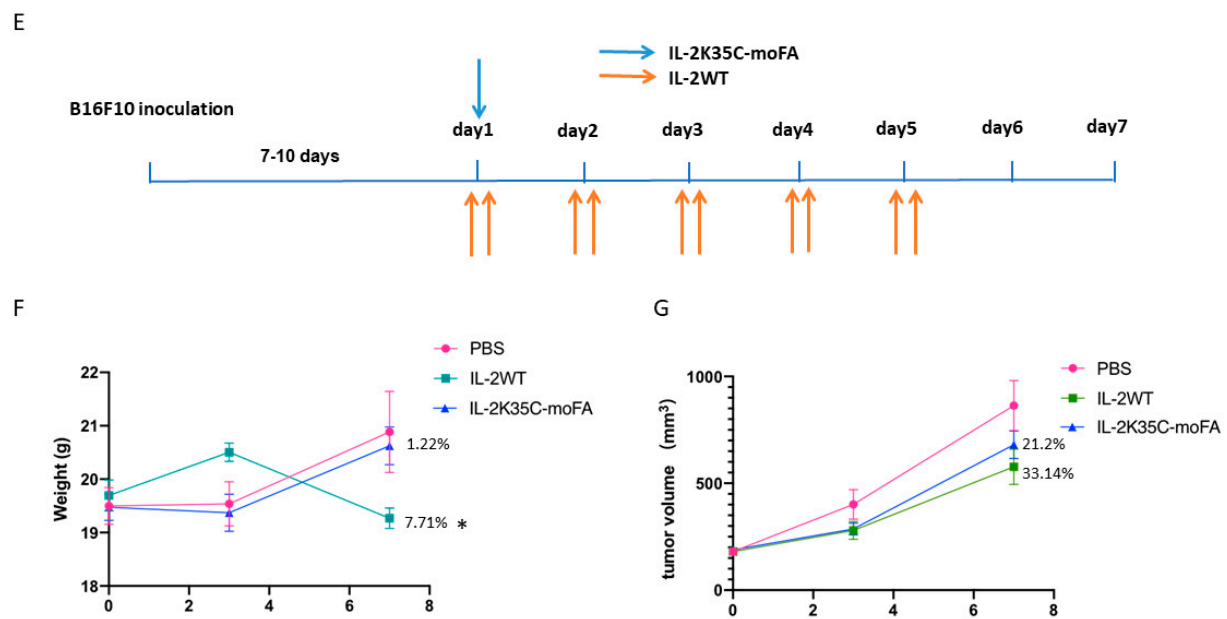 E
IL-2K35C-moFA
IL-2WT
B16F10 inoculation
day1 day2 day3 day4 day5 day6 day7
7-10 days
F
PBS
IL-2WT
IL-2K35C-moFA
22
21
20
19
18
Weight (g)
1.22%
7.71% *
0 2 4 6 8
G
PBS
IL-2WT
IL-2K35C-moFA
1000
500
0
tumor volume (mm³)
21.2%
33.14%
0 2 4 6 8